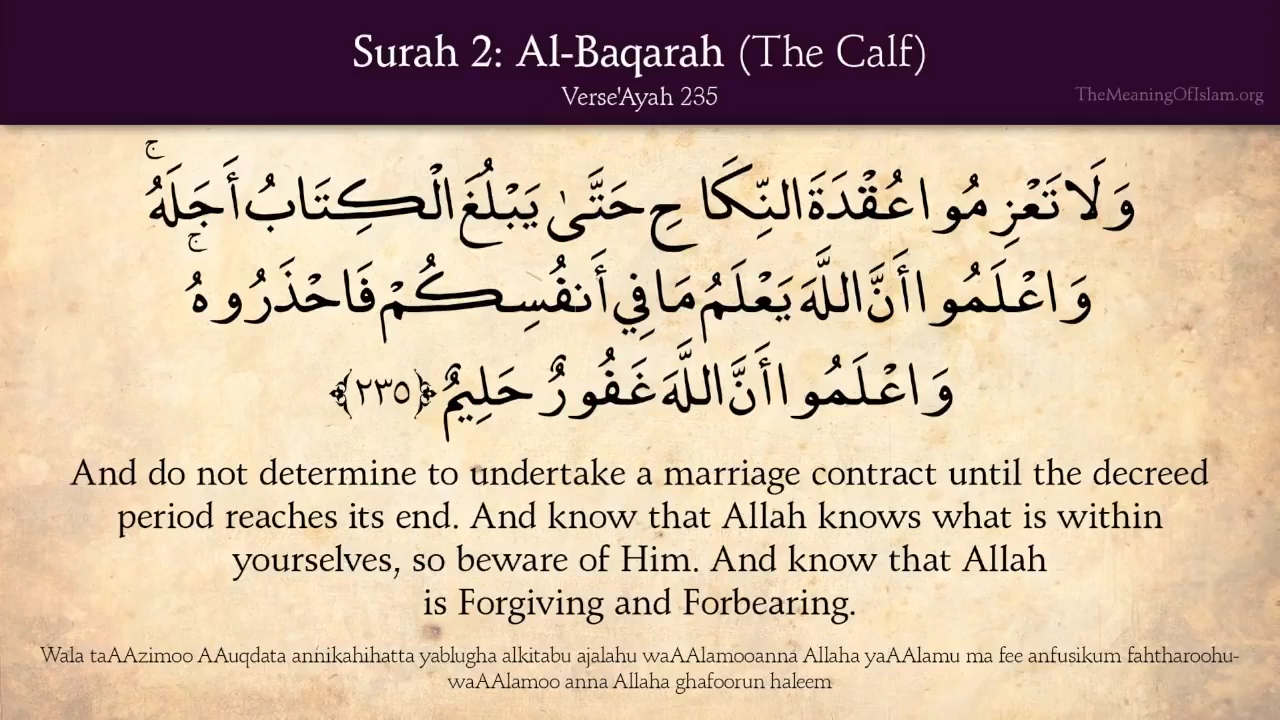 Surah 2: Al-Baqarah (The Calf)
Verse'Ayah 235
TheMeaningOfIslam.org
وَلَا تَعْزِمُوا عُقْدَةَ النِّكَاحِ حَتَّىٰ يَبْلُغَ الْكِتَابُ أَجَلَهُ ۚ
وَاعْلَمُوا أَنَّ اللَّهَ يَعْلَمُ مَا فِي أَنفُسِكُمْ فَاحْذَرُوهُ ۚ
وَاعْلَمُوا أَنَّ اللَّهَ غَفُورٌ حَلِيمٌ ﴿٢٣٥﴾
And do not determine to undertake a marriage contract until the decreed
period reaches its end. And know that Allah knows what is within
yourselves, so beware of Him. And know that Allah
is Forgiving and Forbearing.
Wala taAAzimoo AAuqdata annikahihatta yablugha alkitabu ajalahu waAAlamooanna Allaha yaAAlamu ma fee anfusikum fahtharoohu-
waAAlamoo anna Allaha ghafoorun haleem